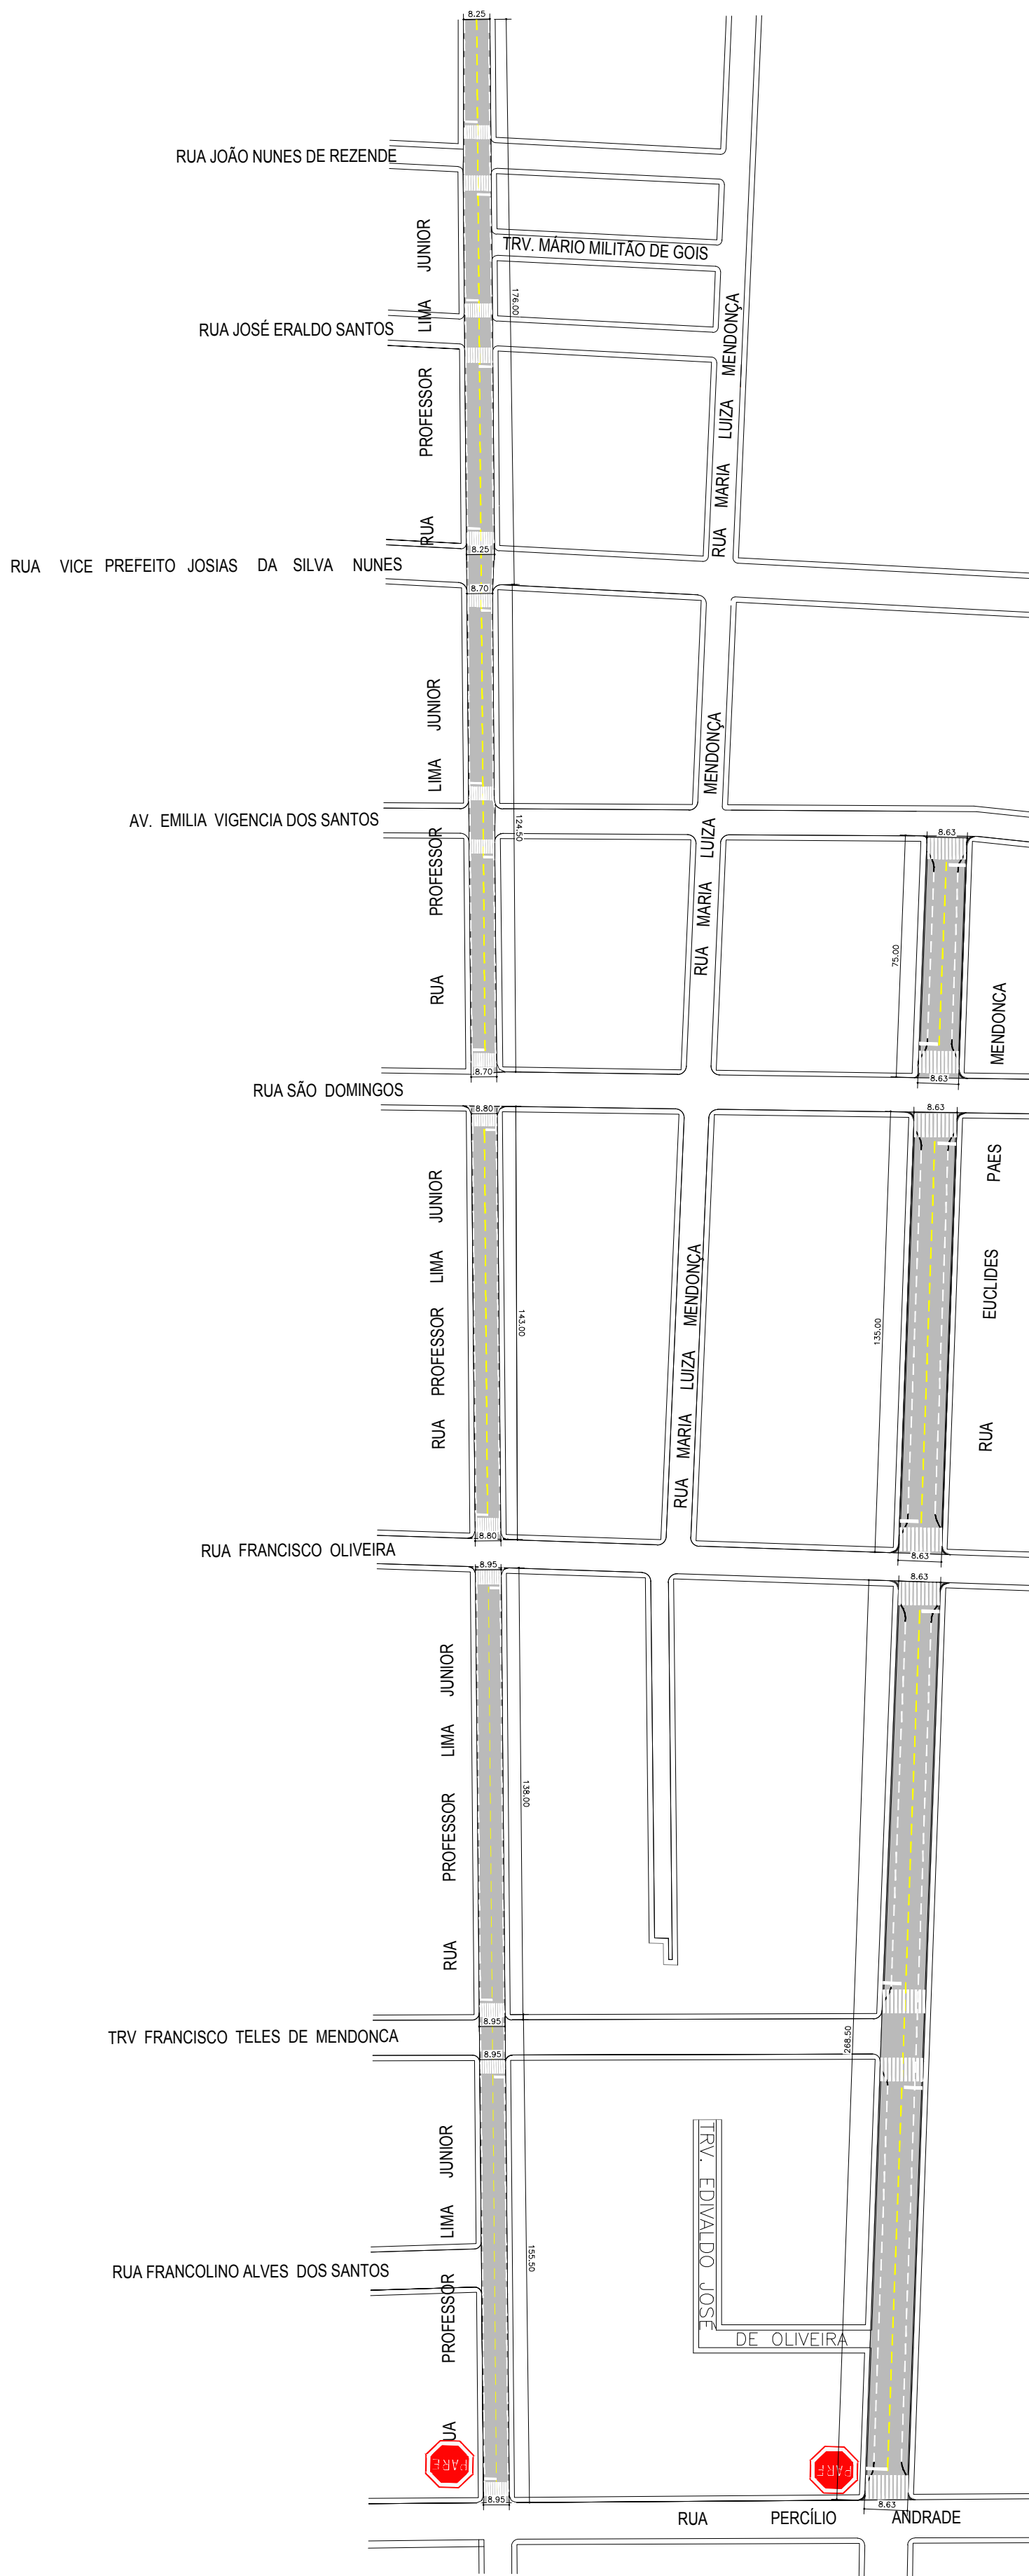 8.25
RUA JOÃO NUNES DE REZENDE
TRV. MÁRIO MILITÃO DE GOIS
176.00
RUA JOSÉ ERALDO SANTOS
RUA PROFESSOR LIMA JUNIOR
RUA MARIA LUIZA MENDONÇA
8.25
RUA VICE PREFEITO JOSIAS DA SILVA NUNES
8.70
RUA PROFESSOR LIMA JUNIOR
RUA MARIA LUIZA MENDONÇA
AV. EMILIA VIGENCIA DOS SANTOS
124.50
8.63
75.00
RUA EUCLIDES PAES MENDONCA
8.70
8.63
RUA SÃO DOMINGOS
8.80
8.63
RUA PROFESSOR LIMA JUNIOR
143.00
RUA MARIA LUIZA MENDONÇA
135.00
8.80
8.63
RUA FRANCISCO OLIVEIRA
8.95
8.63
RUA PROFESSOR LIMA JUNIOR
138.00
8.95
TRV FRANCISCO TELES DE MENDONCA
268.50
8.95
UA PROFESSOR LIMA JUNIOR
TRV. EDIVALDO JOSE
DE OLIVEIRA
155.50
RUA FRANCOLINO ALVES DOS SANTOS
PARE
PARE
8.95
8.63
RUA PERCÍLIO ANDRADE